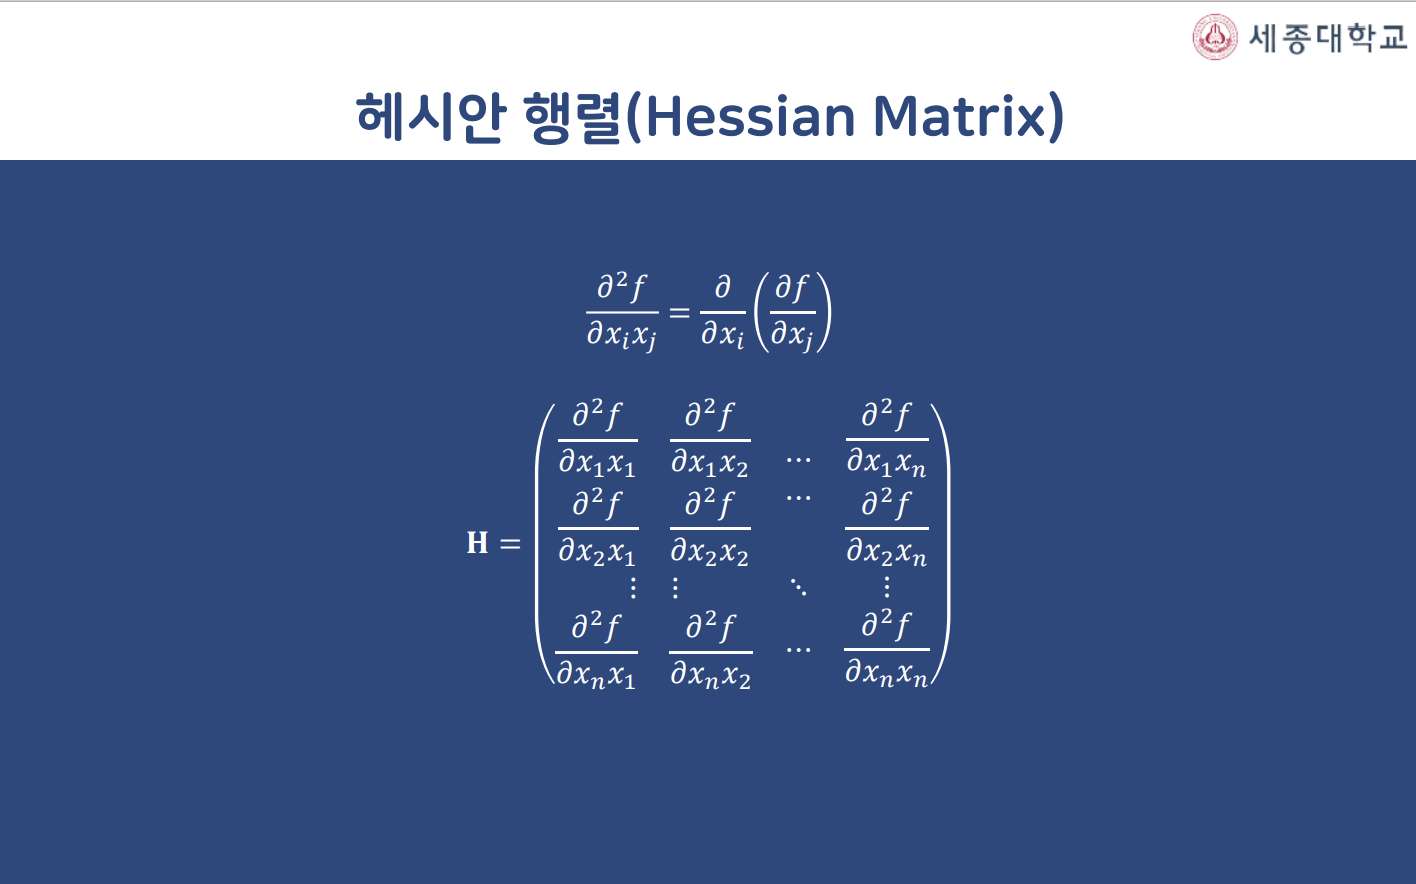 세종대학교
헤시안 행렬(Hessian Matrix)
∂²f / ∂xᵢxⱼ = ∂ / ∂xᵢ (∂f / ∂xⱼ)
H = ( ∂²f / ∂x₁x₁ ∂²f / ∂x₁x₂ … ∂²f / ∂x₁xₙ
∂²f / ∂x₂x₁ ∂²f / ∂x₂x₂ … ∂²f / ∂x₂xₙ
⋮ ⋮ ⋱ ⋮
∂²f / ∂xₙx₁ ∂²f / ∂xₙx₂ … ∂²f / ∂xₙxₙ )